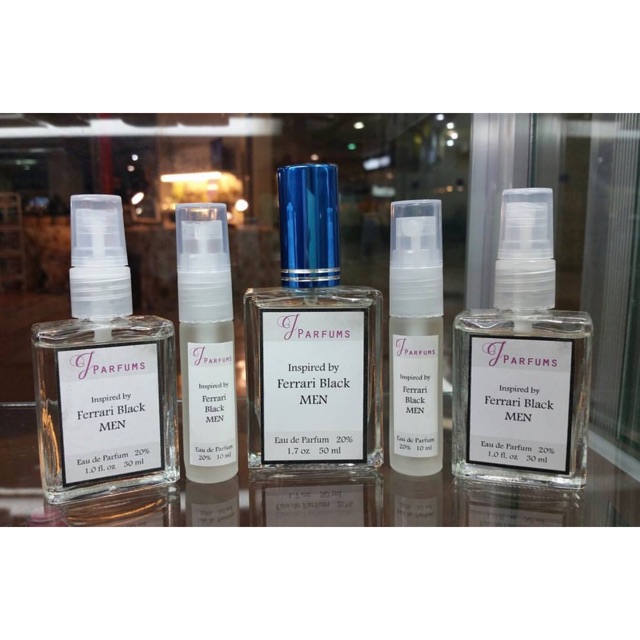 J PARFUMS
Inspired by
Ferrari Black
MEN
Eau de Parfum 20%
1.0 fl. oz 30 ml
J PARFUMS
Inspired by
Ferrari
Black
MEN
Eau de Parfum
20% 10 ml
J PARFUMS
Inspired by
Ferrari Black
MEN
Eau de Parfum 20%
1.7 oz 50 ml
J PARFUMS
Inspired by
Ferrari
Black
MEN
Eau de Parfum
20% 10 ml
J PARFUMS
Inspired by
Ferrari Black
MEN
Eau de Parfum 20%
1.0 fl. oz 30 ml